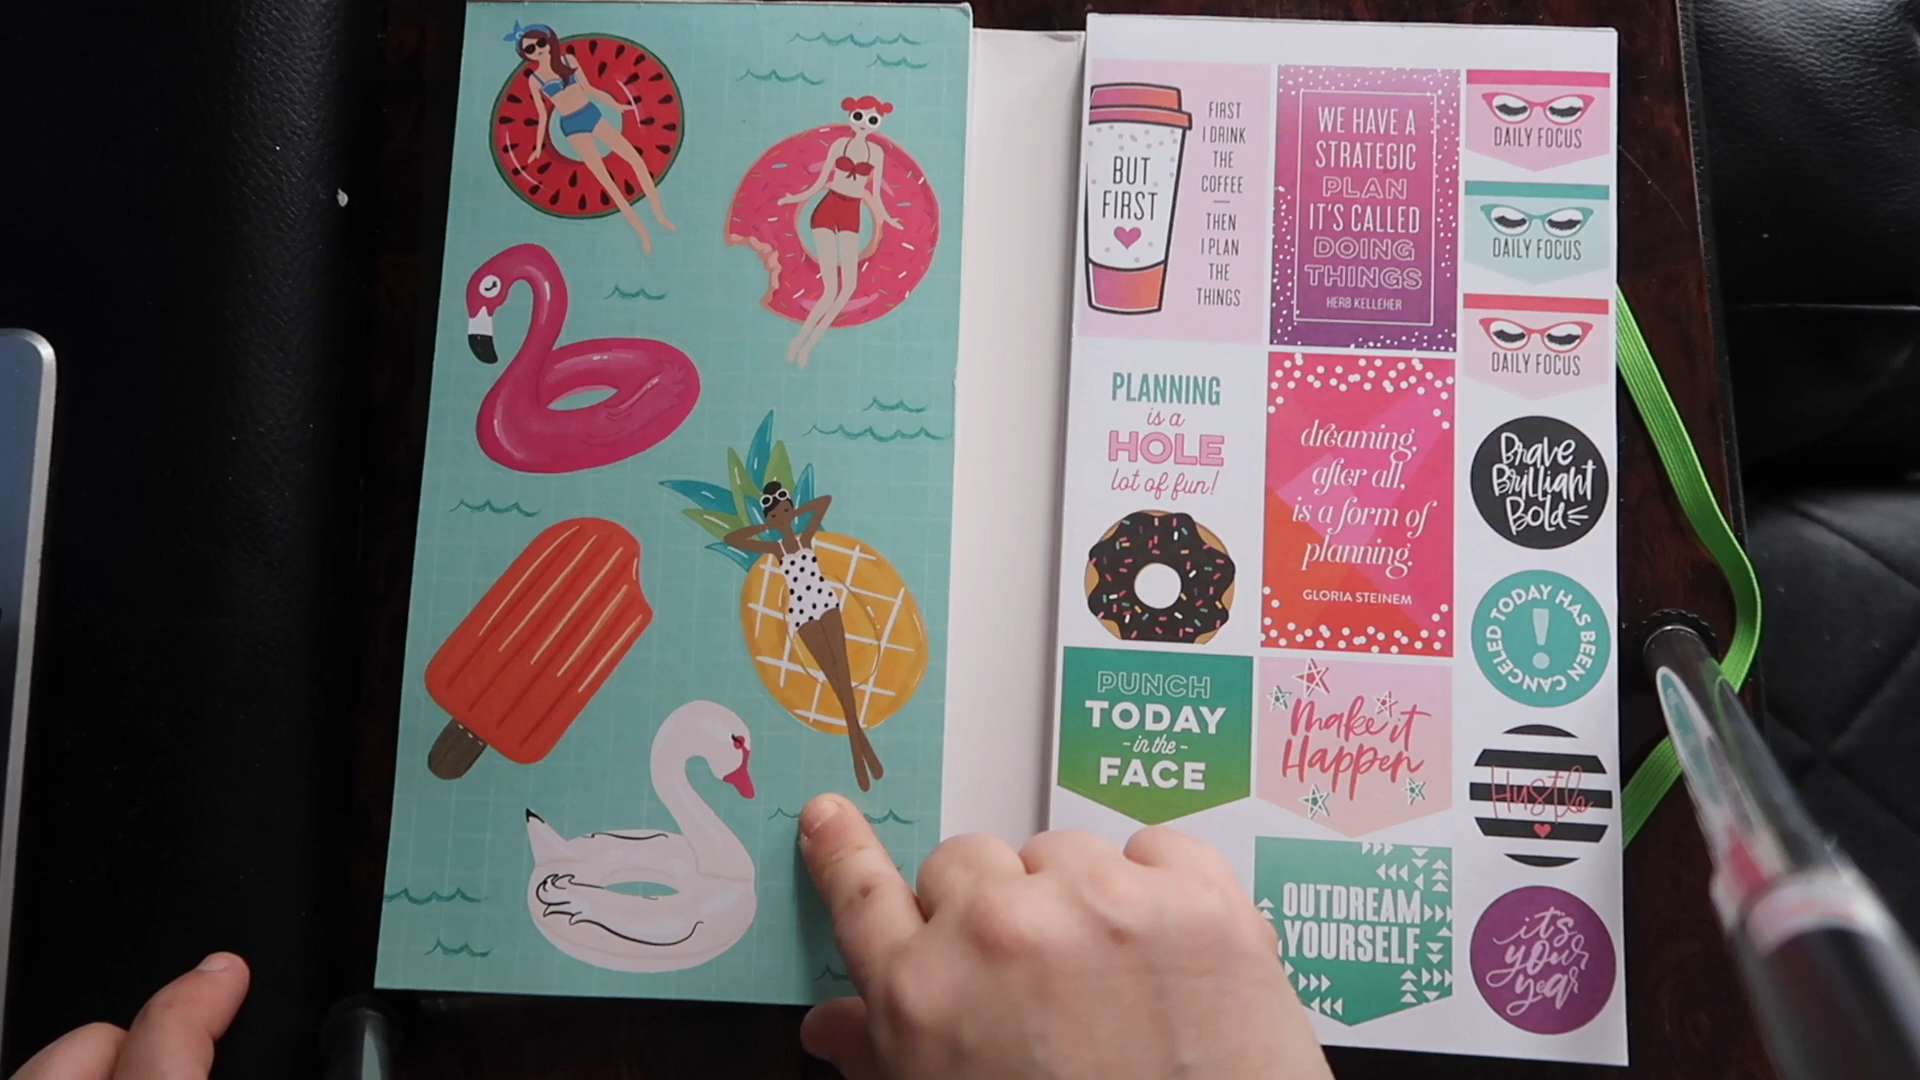 BUT
FIRST
FIRST
I DRINK
THE
COFFEE
THEN
I PLAN
THE
THINGS
WE HAVE A
STRATEGIC
PLAN
IT'S CALLED
DOING
THINGS
HERB KELLEHER
DAILY FOCUS
DAILY FOCUS
DAILY FOCUS
PLANNING
is a
HOLE
lot of fun!
dreaming,
after all,
is a form of
planning.
GLORIA STEINEM
Brave
Brilliant
Bold
TODAY HAS BEEN CANCELED
!
PUNCH
TODAY
- in the -
FACE
Make it
Happen
Hustle
OUTDREAM
YOURSELF
it's
your
year